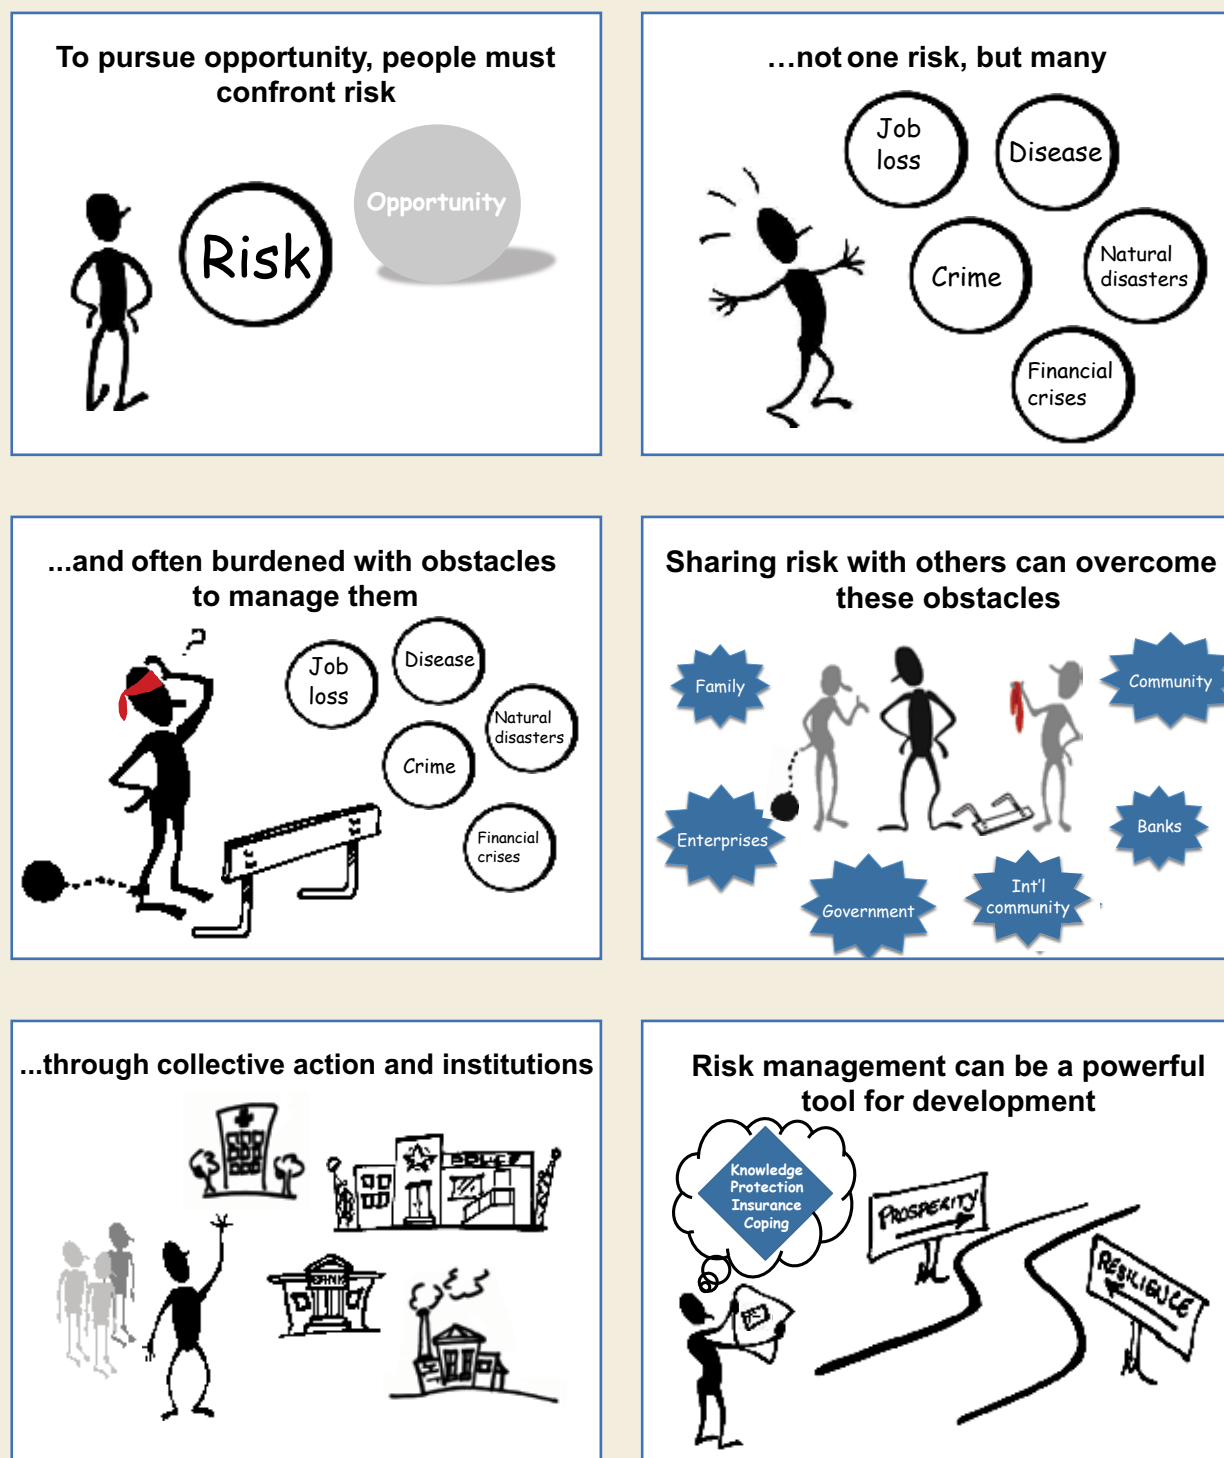 To pursue opportunity, people must
confront risk
Risk
Opportunity
...not one risk, but many
Job
loss
Disease
Crime
Natural
disasters
Financial
crises
...and often burdened with obstacles
to manage them
?
Job
loss
Disease
Natural
disasters
Crime
Financial
crises
Sharing risk with others can overcome
these obstacles
Family
Community
Enterprises
Banks
Government
Int'l
community
...through collective action and institutions
POLICE
BANK
Risk management can be a powerful
tool for development
Knowledge
Protection
Insurance
Coping
PROSPERITY
RESILIENCE